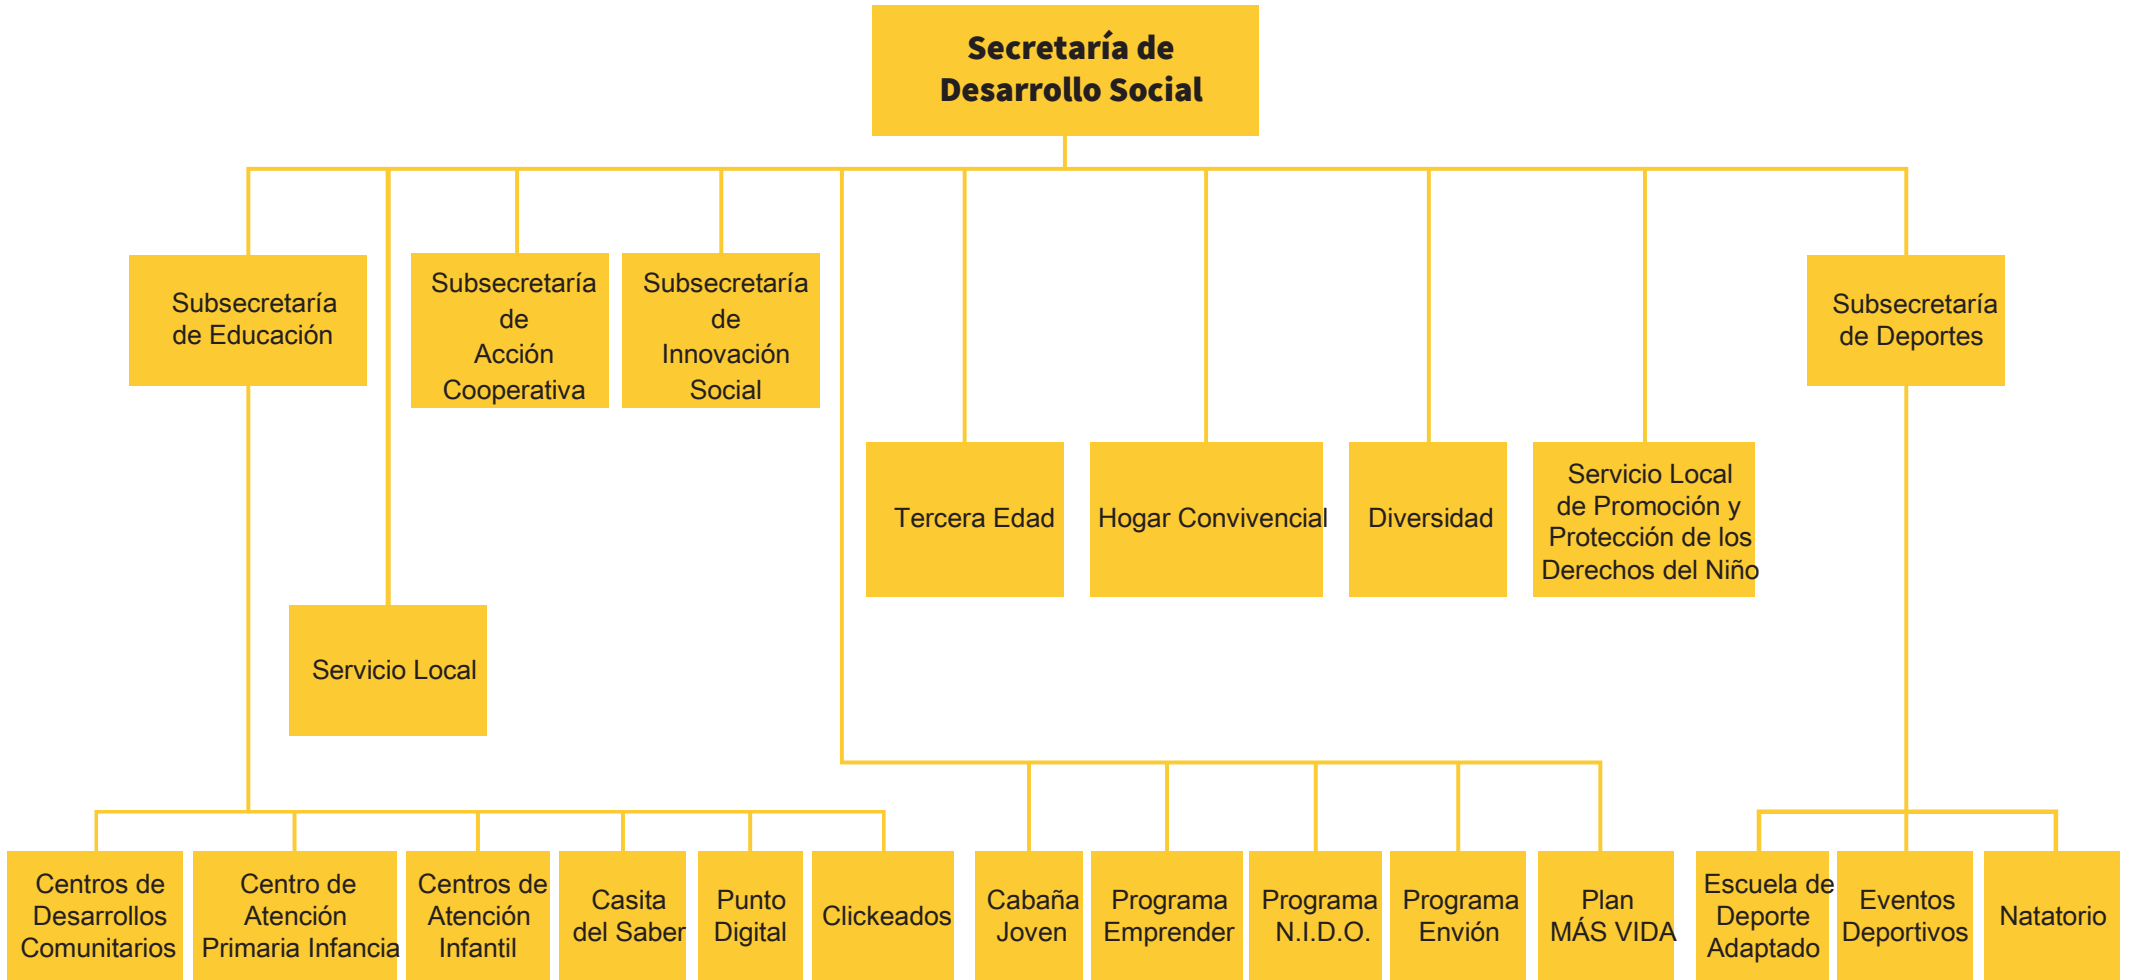 Secretaría de
Desarrollo Social
Subsecretaría
de Educación
Subsecretaría
de
Acción
Cooperativa
Subsecretaría
de
Innovación
Social
Subsecretaría
de Deportes
Tercera Edad
Hogar Convivencial
Diversidad
Servicio Local
de Promoción y
Protección de los
Derechos del Niño
Servicio Local
Centros de
Desarrollos
Comunitarios
Centro de
Atención
Primaria Infancia
Centros de
Atención
Infantil
Casita
del Saber
Punto
Digital
Clickeados
Cabaña
Joven
Programa
Emprender
Programa
N.I.D.O.
Programa
Envión
Plan
MÁS VIDA
Escuela de
Deporte
Adaptado
Eventos
Deportivos
Natatorio